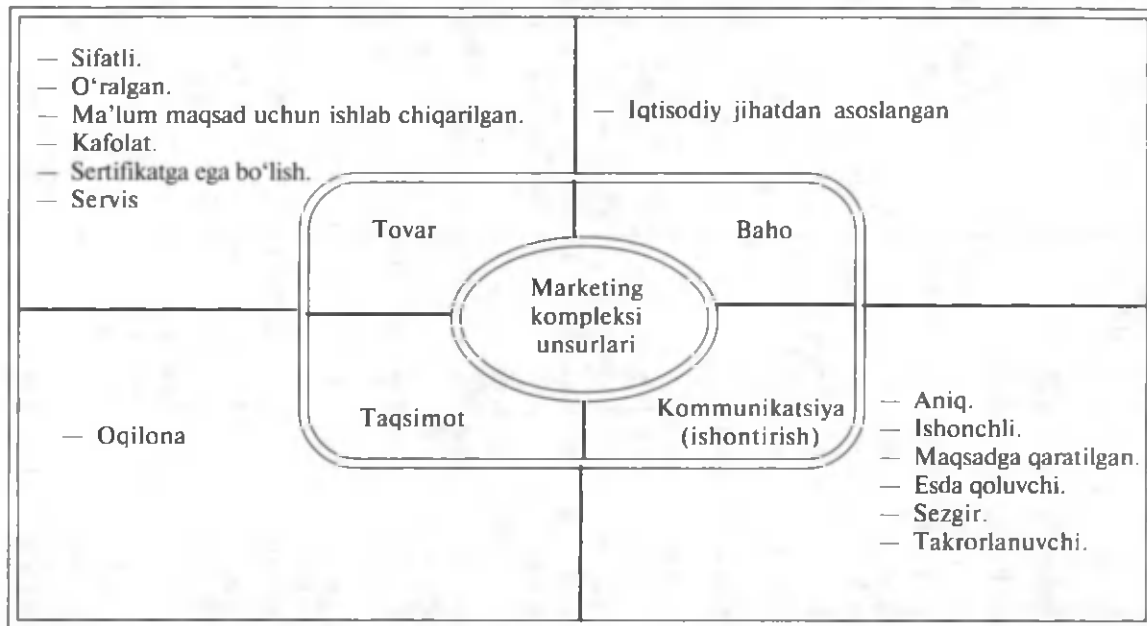 — Sifatli.
— O‘ralgan.
— Ma’lum maqsad uchun ishlab chiqarilgan.
— Kafolat.
— Sertifikatga ega bo‘lish.
— Servis
— Iqtisodiy jihatdan asoslangan
Tovar
Baho
Marketing
kompleksi
unsurlari
Taqsimot
Kommunikatsiya
(ishontirish)
— Oqilona
— Aniq.
— Ishonchli.
— Maqsadga qaratilgan.
— Esda qoluvchi.
— Sezgir.
— Takrorlanuvchi.